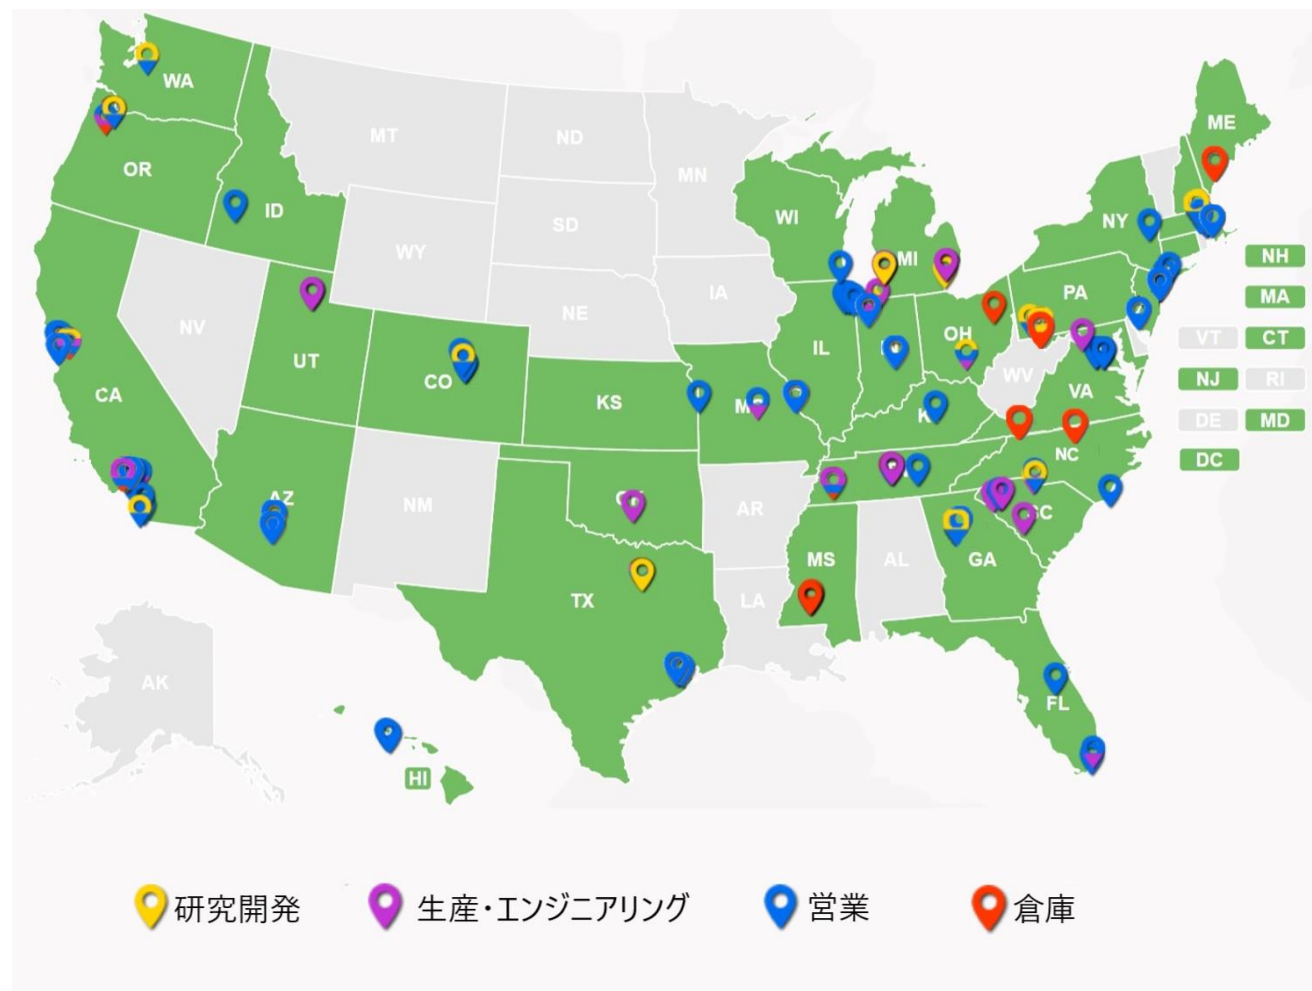 WA
MT
ND
MN
ME
OR
ID
SD
WI
MI
NY
WY
IA
NH
NV
NE
PA
MA
UT
IL
OH
VT
CT
CA
CO
KS
WV
VA
NJ
RI
DE
MD
NC
DC
AZ
NM
AR
SC
MS
AL
GA
TX
LA
AK
FL
HI
研究開発
生産・エンジニアリング
営業
倉庫